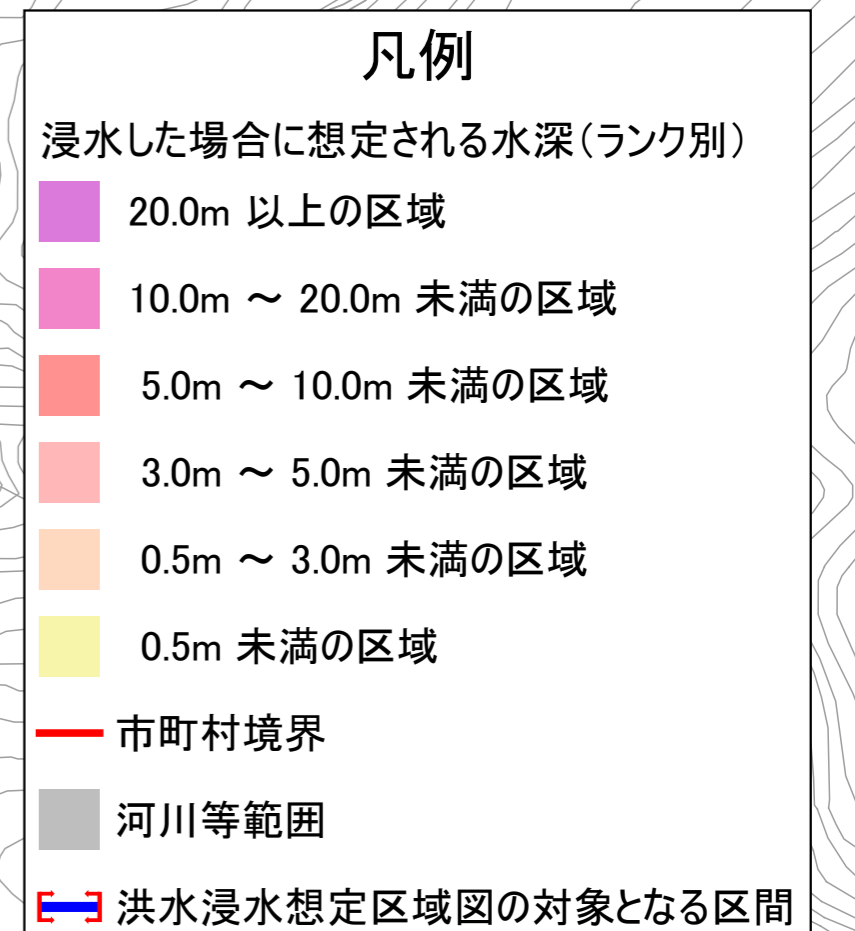 凡例
浸水した場合に想定される水深(ランク別)
20.0m 以上の区域
10.0m ～ 20.0m 未満の区域
5.0m ～ 10.0m 未満の区域
3.0m ～ 5.0m 未満の区域
0.5m ～ 3.0m 未満の区域
0.5m 未満の区域
市町村境界
河川等範囲
洪水浸水想定区域図の対象となる区間